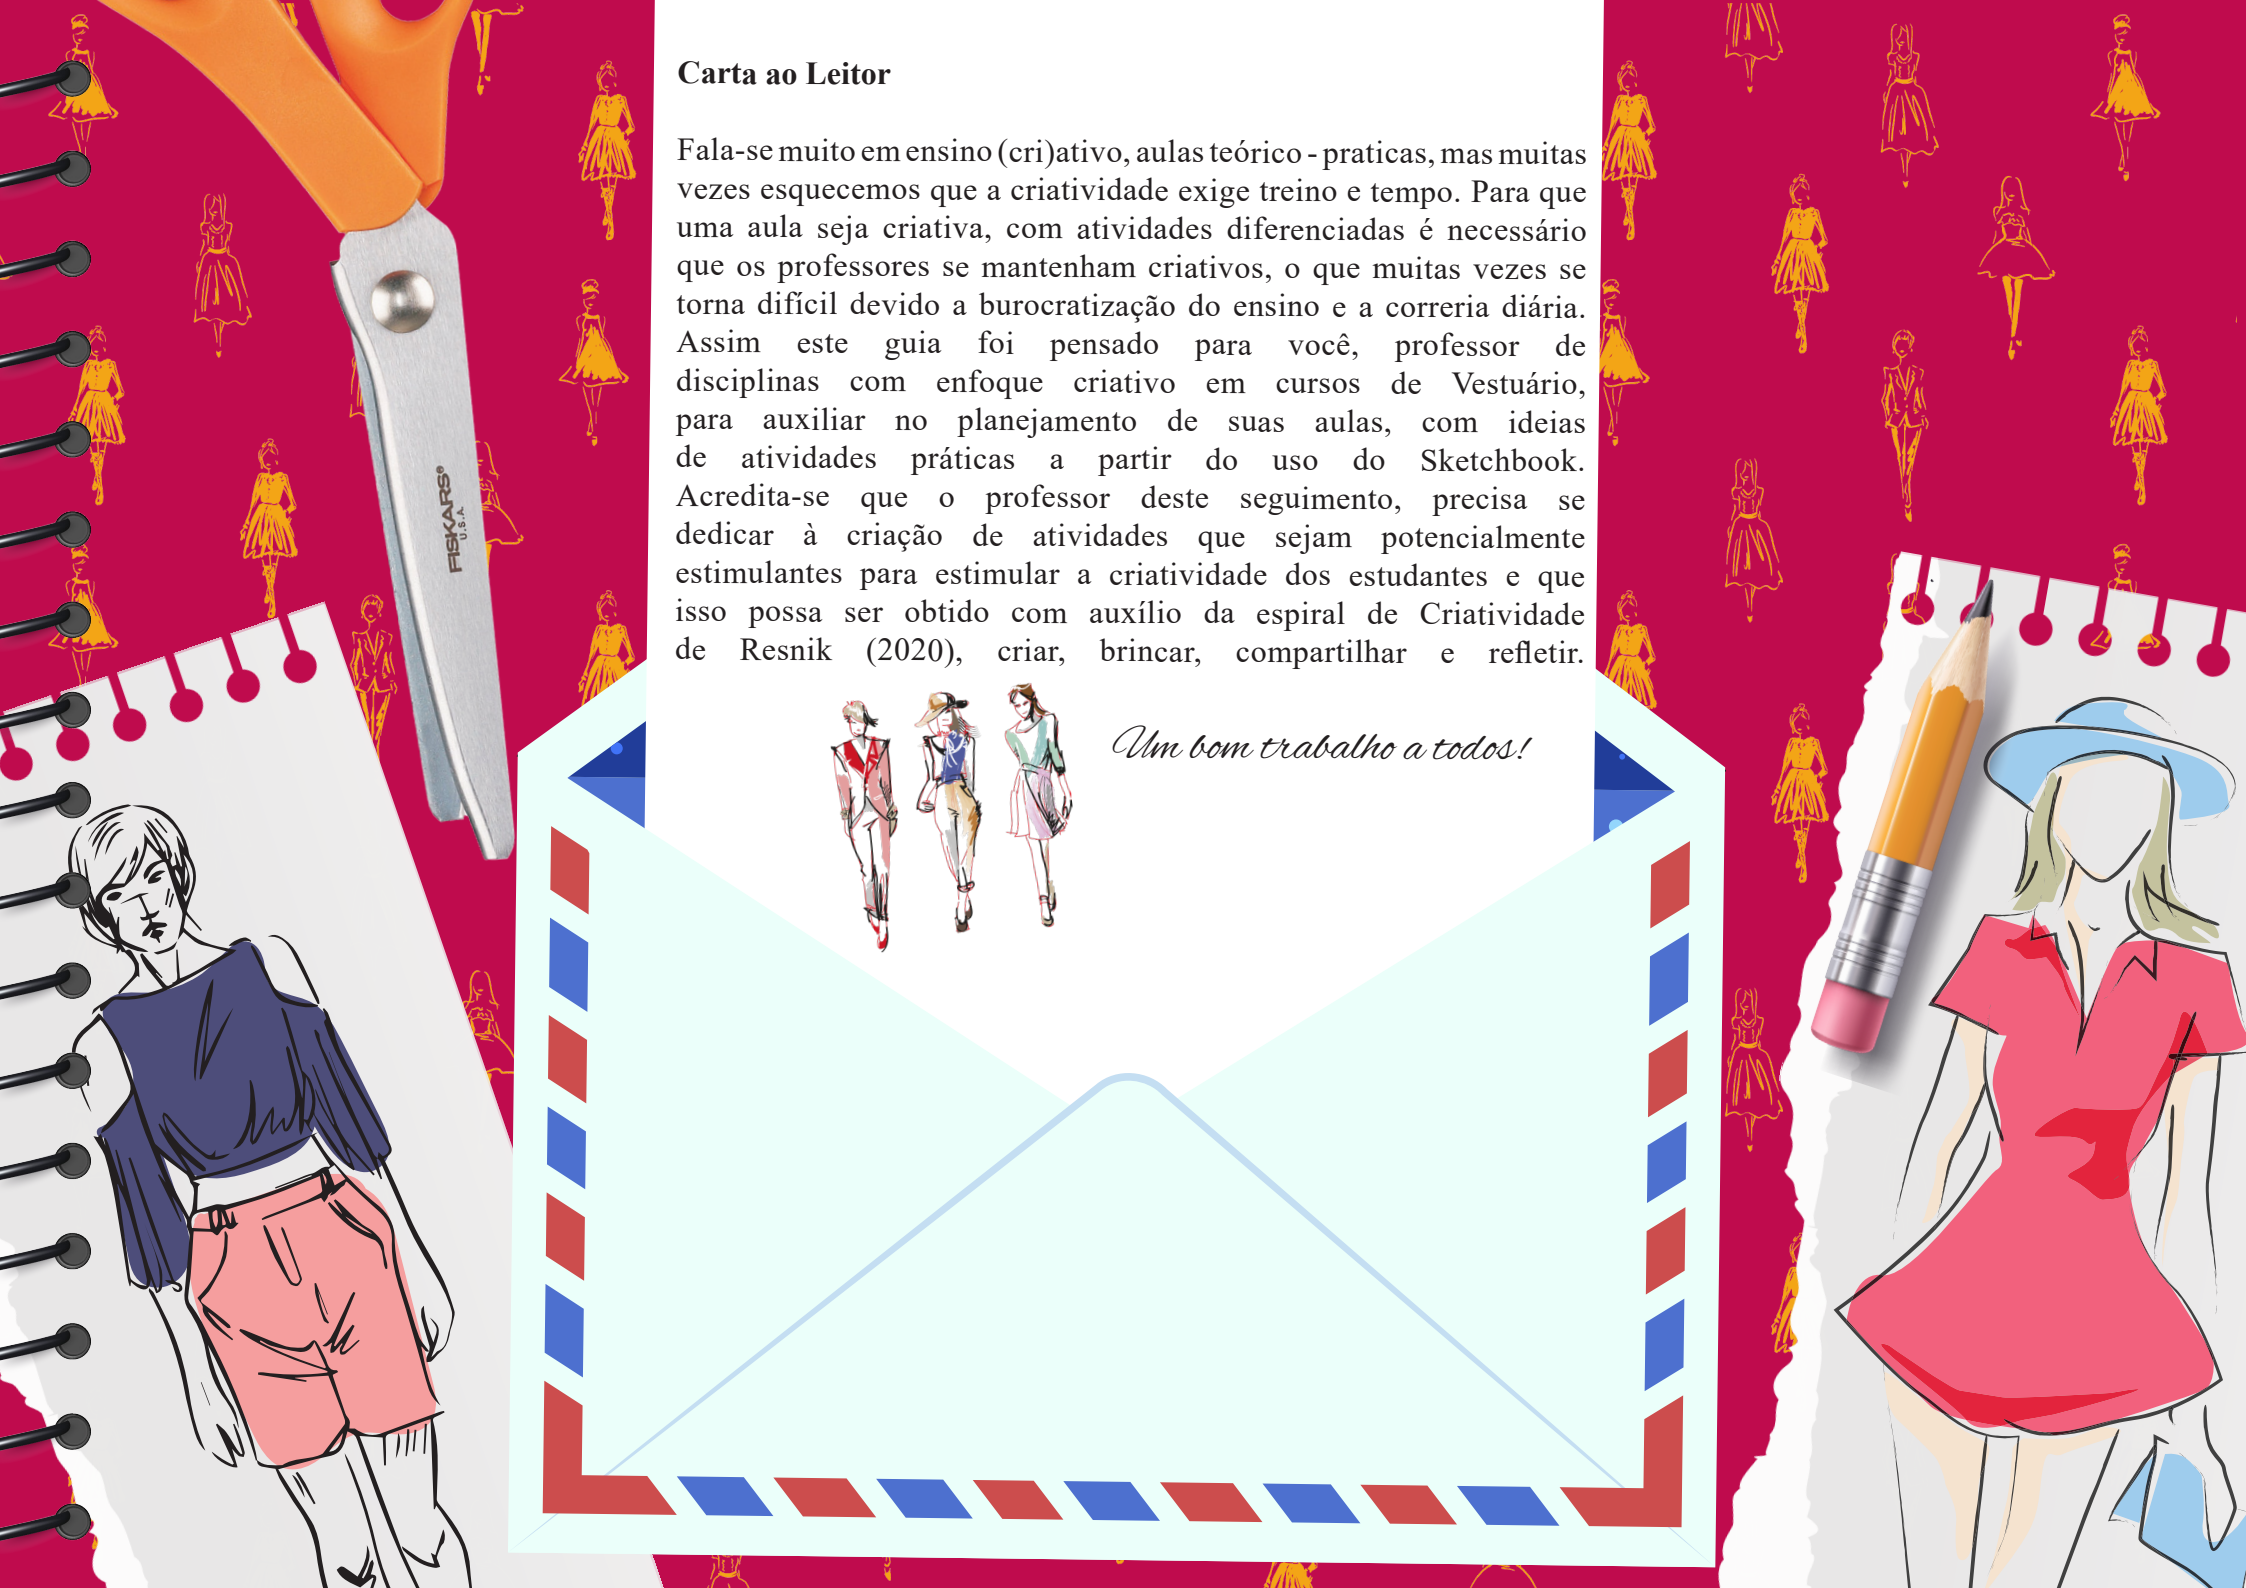 Carta ao Leitor
Fala-se muito em ensino (cri)ativo, aulas teórico - praticas, mas muitas
vezes esquecemos que a criatividade exige treino e tempo. Para que
uma aula seja criativa, com atividades diferenciadas é necessário
que os professores se mantenham criativos, o que muitas vezes se
torna difícil devido a burocratização do ensino e a correria diária.
Assim este guia foi pensado para você, professor de
disciplinas com enfoque criativo em cursos de Vestuário,
para auxiliar no planejamento de suas aulas, com ideias
de atividades práticas a partir do uso do Sketchbook.
Acredita-se que o professor deste seguimento, precisa se
dedicar à criação de atividades que sejam potencialmente
estimulantes para estimular a criatividade dos estudantes e que
isso possa ser obtido com auxílio da espiral de Criatividade
de Resnik (2020), criar, brincar, compartilhar e refletir.
Um bom trabalho a todos!
FISKARS®
U.S.A.